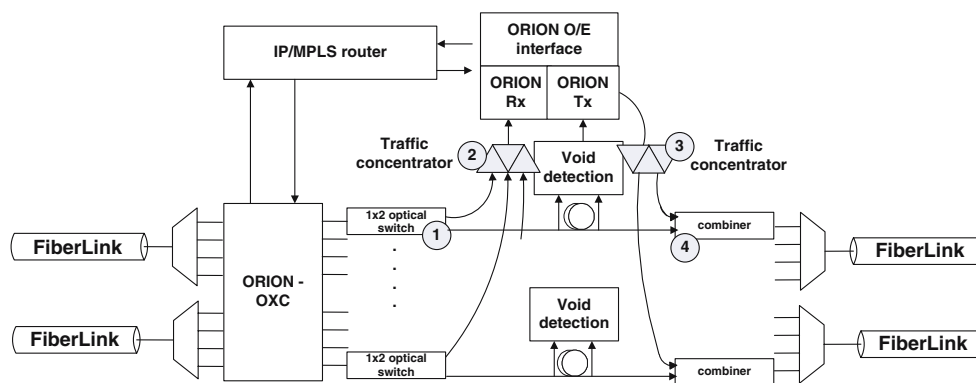 ORION O/E
interface
IP/MPLS router
ORION
Rx
ORION
Tx
Traffic
concentrator
2
3
Traffic
concentrator
Void
detection
1x2 optical
switch
1
combiner
4
FiberLink
FiberLink
ORION -
OXC
.
.
.
.
Void
detection
FiberLink
FiberLink
1x2 optical
switch
combiner